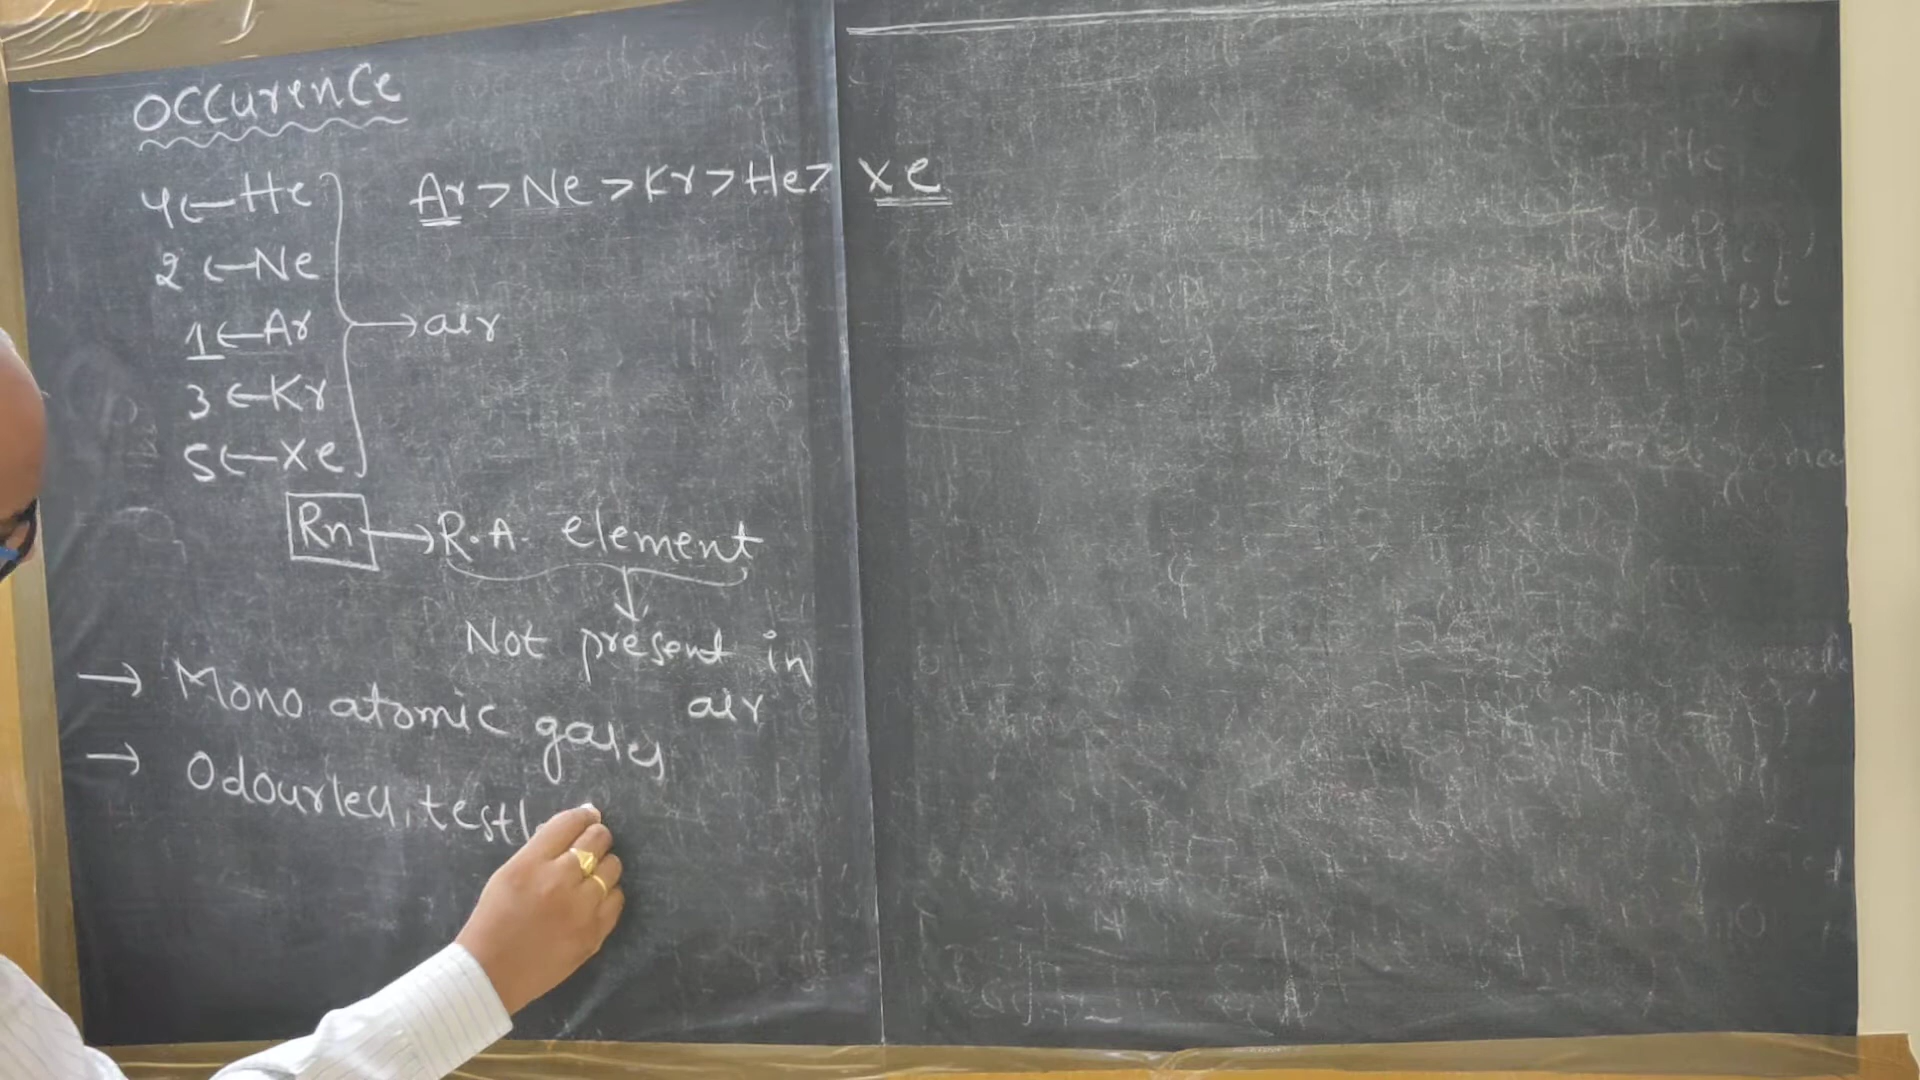 Occurence
4 ← He
Ar > Ne > Kr > He > Xe
2 ← Ne
1 ← Ar
→ air
3 ← Kr
5 ← Xe
Rn → R.A. element
↓
Not present in
air
→ Mono atomic gases
→ Odourless, testl